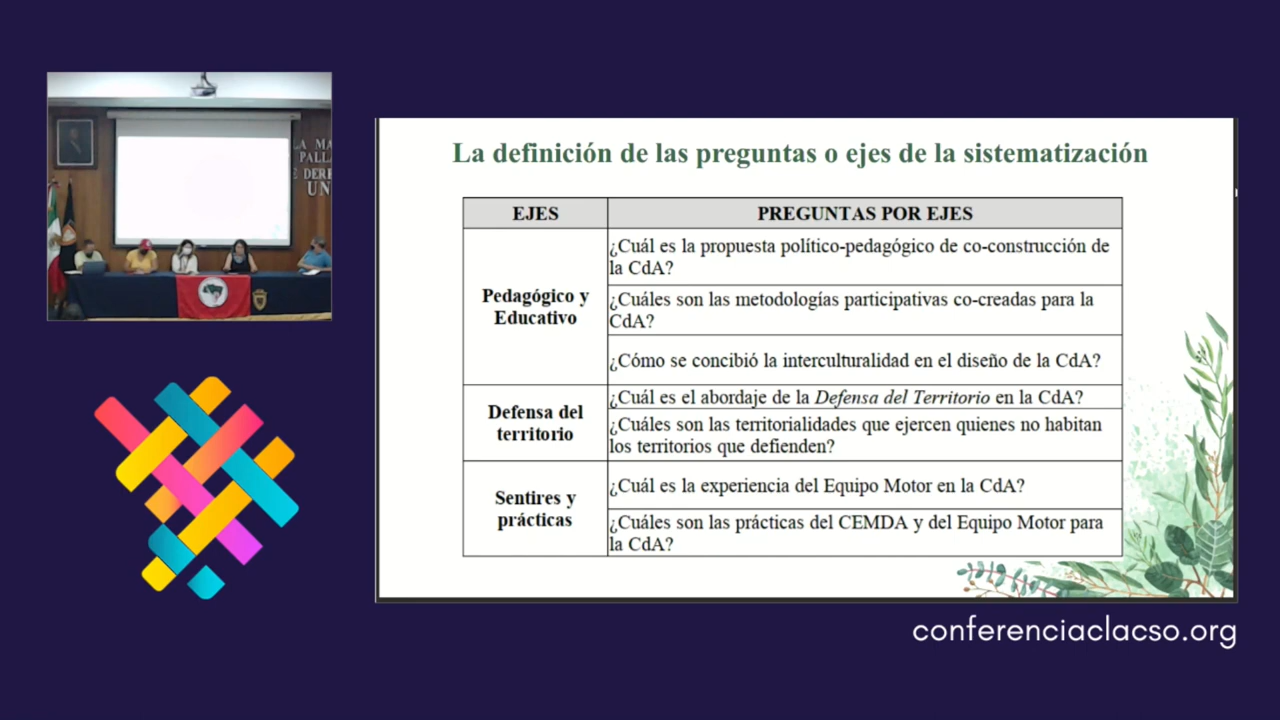 LA MA
PALL
E DER
UN
La definición de las preguntas o ejes de la sistematización
EJES
PREGUNTAS POR EJES
Pedagógico y
Educativo
¿Cuál es la propuesta político-pedagógico de co-construcción de
la CdA?
¿Cuáles son las metodologías participativas co-creadas para la
CdA?
¿Cómo se concibió la interculturalidad en el diseño de la CdA?
Defensa del
territorio
¿Cuál es el abordaje de la Defensa del Territorio en la CdA?
¿Cuáles son las territorialidades que ejercen quienes no habitan
los territorios que defienden?
Sentires y
prácticas
¿Cuál es la experiencia del Equipo Motor en la CdA?
¿Cuáles son las prácticas del CEMDA y del Equipo Motor para
la CdA?
conferenciaclacso.org